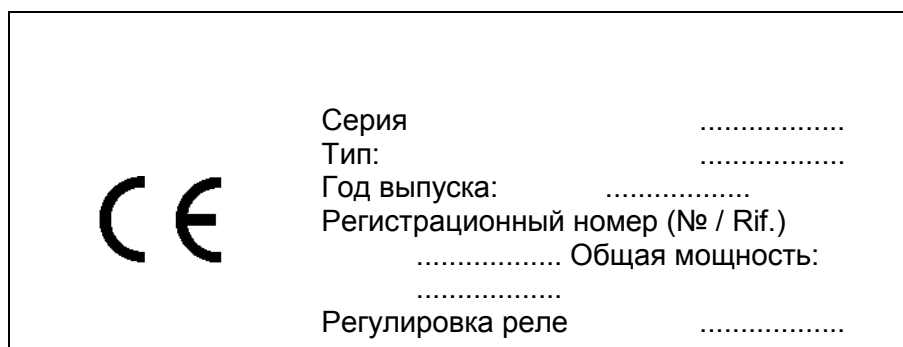 Серия ..................
Тип: ..................
Год выпуска: ..................
CE Регистрационный номер (№ / Rif.)
.................. Общая мощность:
..................
Регулировка реле ..................